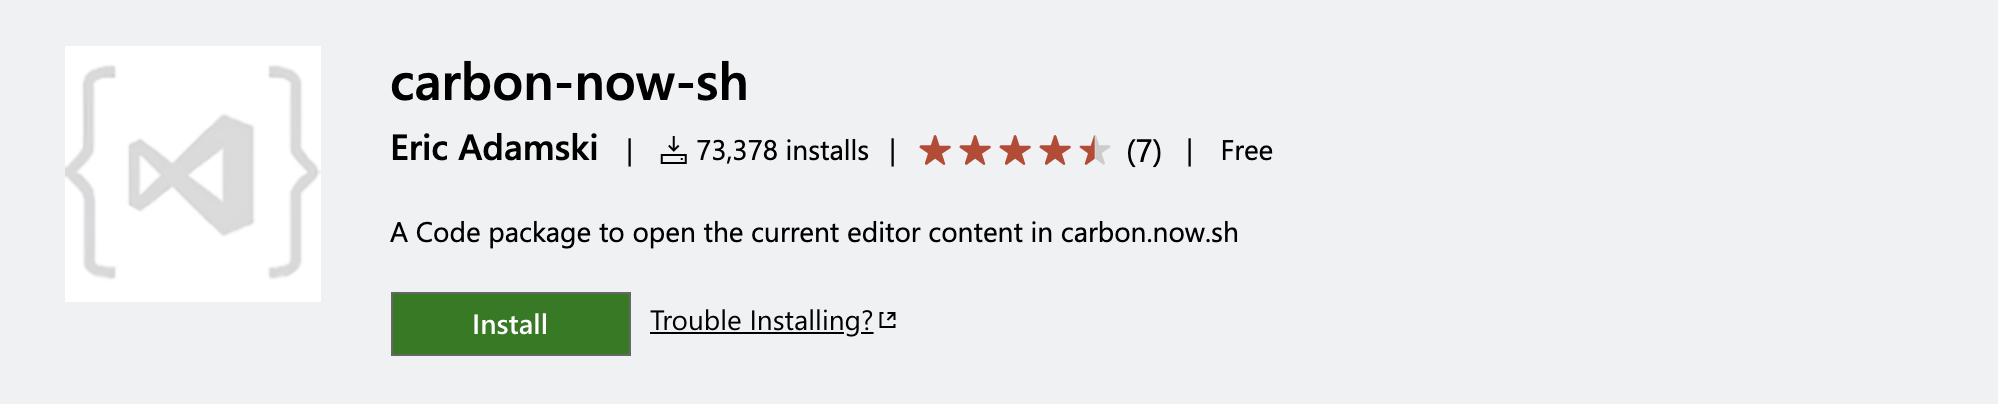 carbon-now-sh
Eric Adamski | 73,378 installs | (7) | Free
A Code package to open the current editor content in carbon.now.sh
Install Trouble Installing?